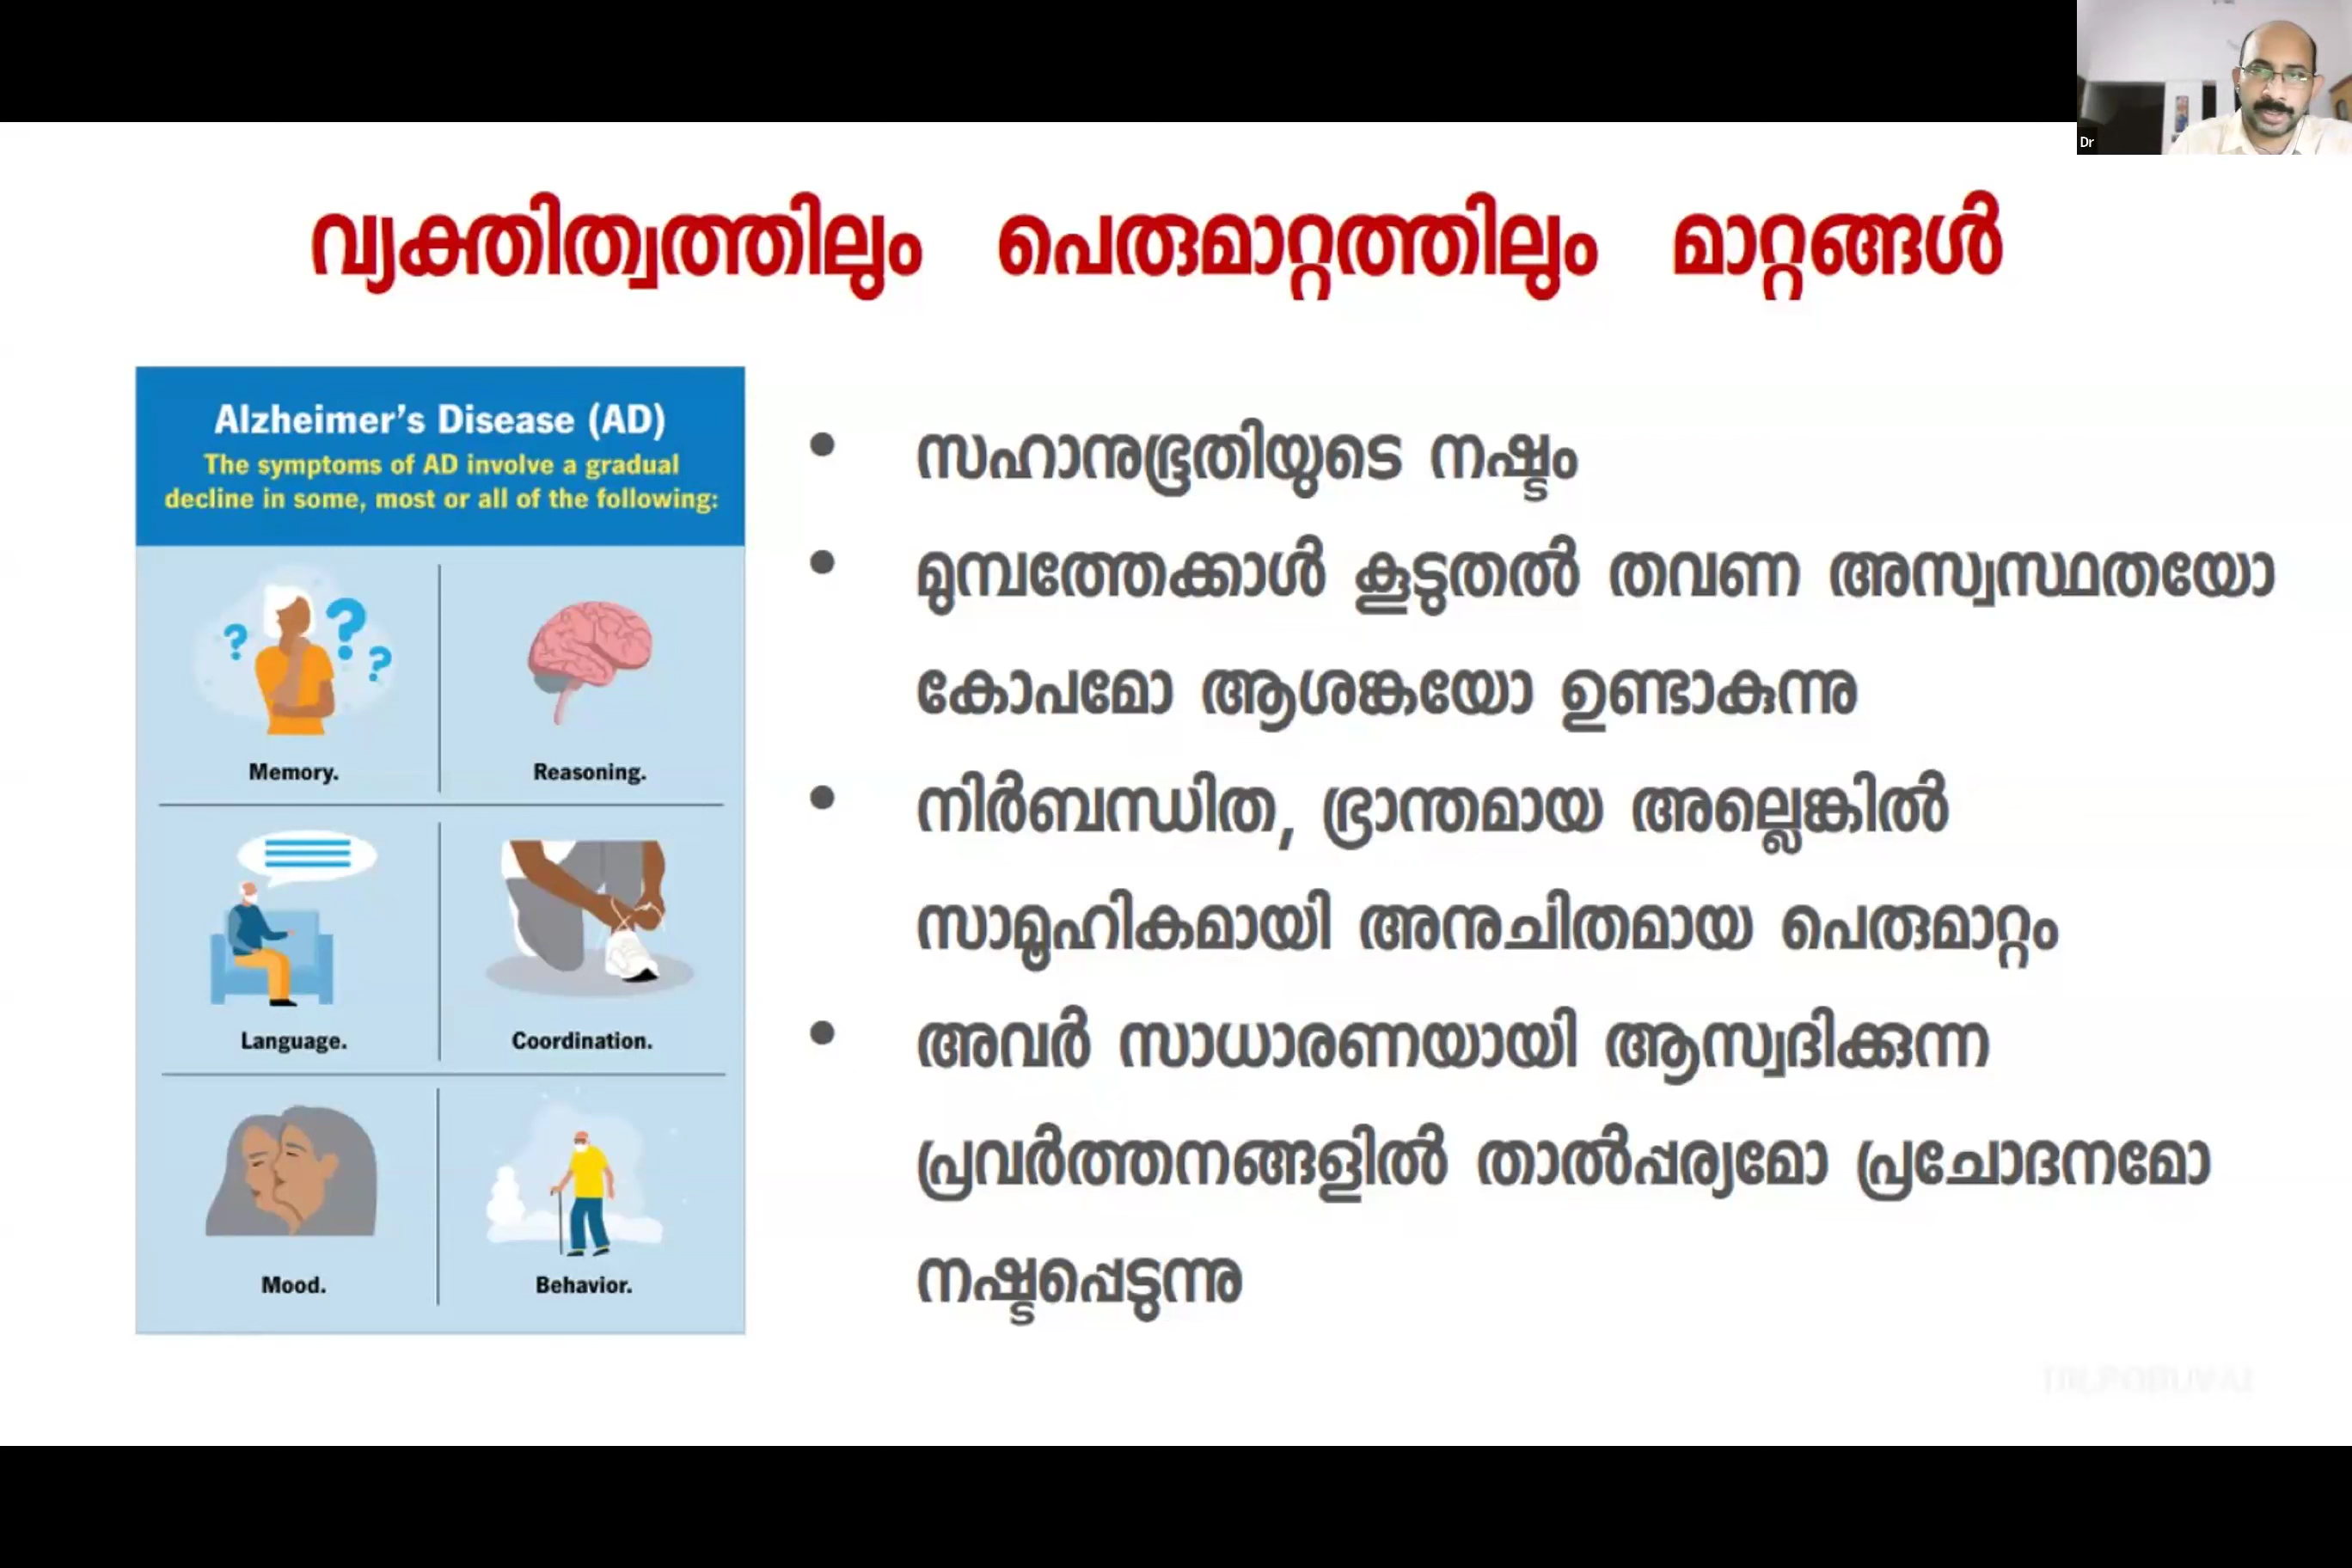 Dr
വ്യക്തിത്വത്തിലും പെരുമാറ്റത്തിലും മാറ്റങ്ങൾ
Alzheimer's Disease (AD)
The symptoms of AD involve a gradual
decline in some, most or all of the following:
Memory.
Reasoning.
Language.
Coordination.
Mood.
Behavior.
• സഹാനുഭൂതിയുടെ നഷ്ടം
• മുമ്പത്തേക്കാൾ കൂടുതൽ തവണ അസ്വസ്ഥതയോ
കോപമോ ആശങ്കയോ ഉണ്ടാകുന്നു
• നിർബന്ധിത, ഭ്രാന്തമായ അല്ലെങ്കിൽ
സാമൂഹികമായി അനുചിതമായ പെരുമാറ്റം
• അവർ സാധാരണയായി ആസ്വദിക്കുന്ന
പ്രവർത്തനങ്ങളിൽ താൽപ്പര്യമോ പ്രചോദനമോ
നഷ്ടപ്പെടുന്നു